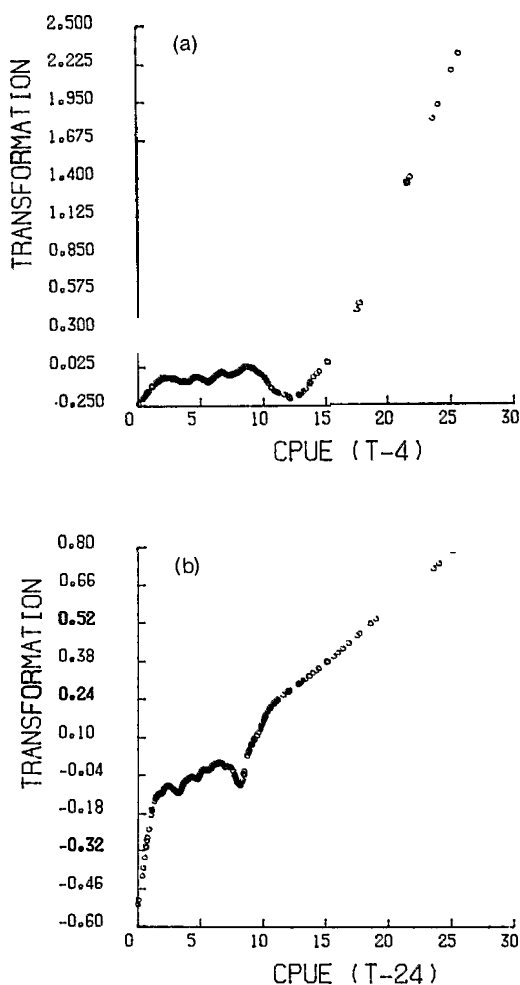 (a)
TRANSFORMATION
2.500
2.225
1.950
1.675
1.400
1.125
0.850
0.575
0.300
0.025
-0.250
0 5 10 15 20 25 30
CPUE (T-4)
(b)
TRANSFORMATION
0.80
0.66
0.52
0.38
0.24
0.10
-0.04
-0.18
-0.32
-0.46
-0.60
0 5 10 15 20 25 30
CPUE (T-24)